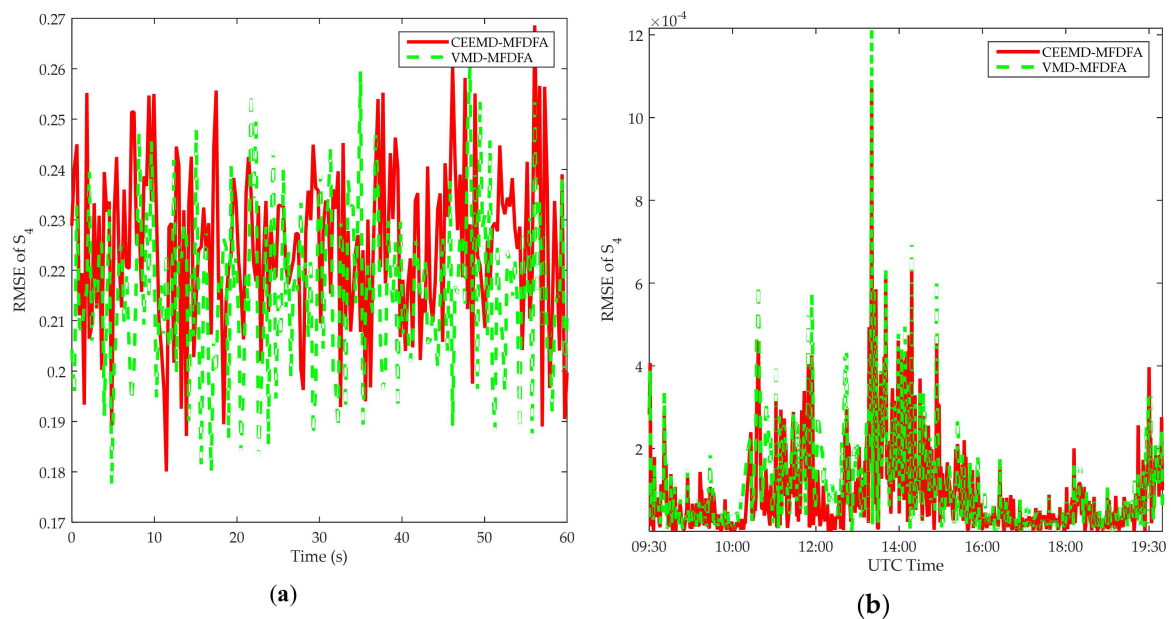 0.27
0.26
0.25
0.24
0.23
0.22
0.21
0.2
0.19
0.18
0.17
RMSE of S4
CEEMD-MFDFA
VMD-MFDFA
0 10 20 30 40 50 60
Time (s)
(a)
×10-4
12
10
8
6
4
2
RMSE of S4
CEEMD-MFDFA
VMD-MFDFA
09:30 10:00 12:00 14:00 16:00 18:00 19:30
UTC Time
(b)